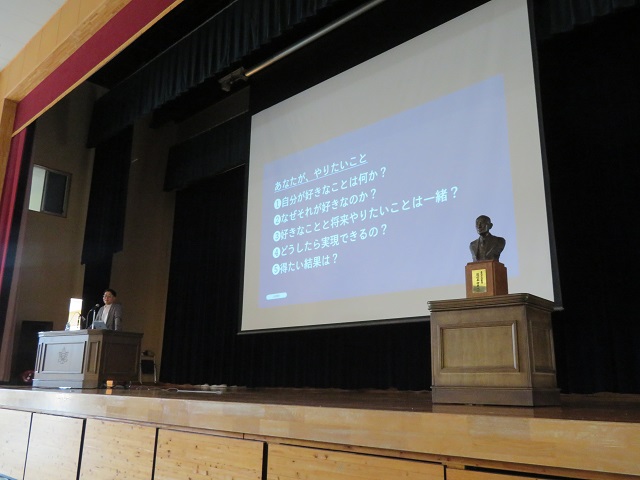 あなたが、やりたいこと
❶自分が好きなことは何か？
❷なぜそれが好きなのか？
❸好きなことと将来やりたいことは一緒？
❹どうしたら実現できるの？
❺得たい結果は？